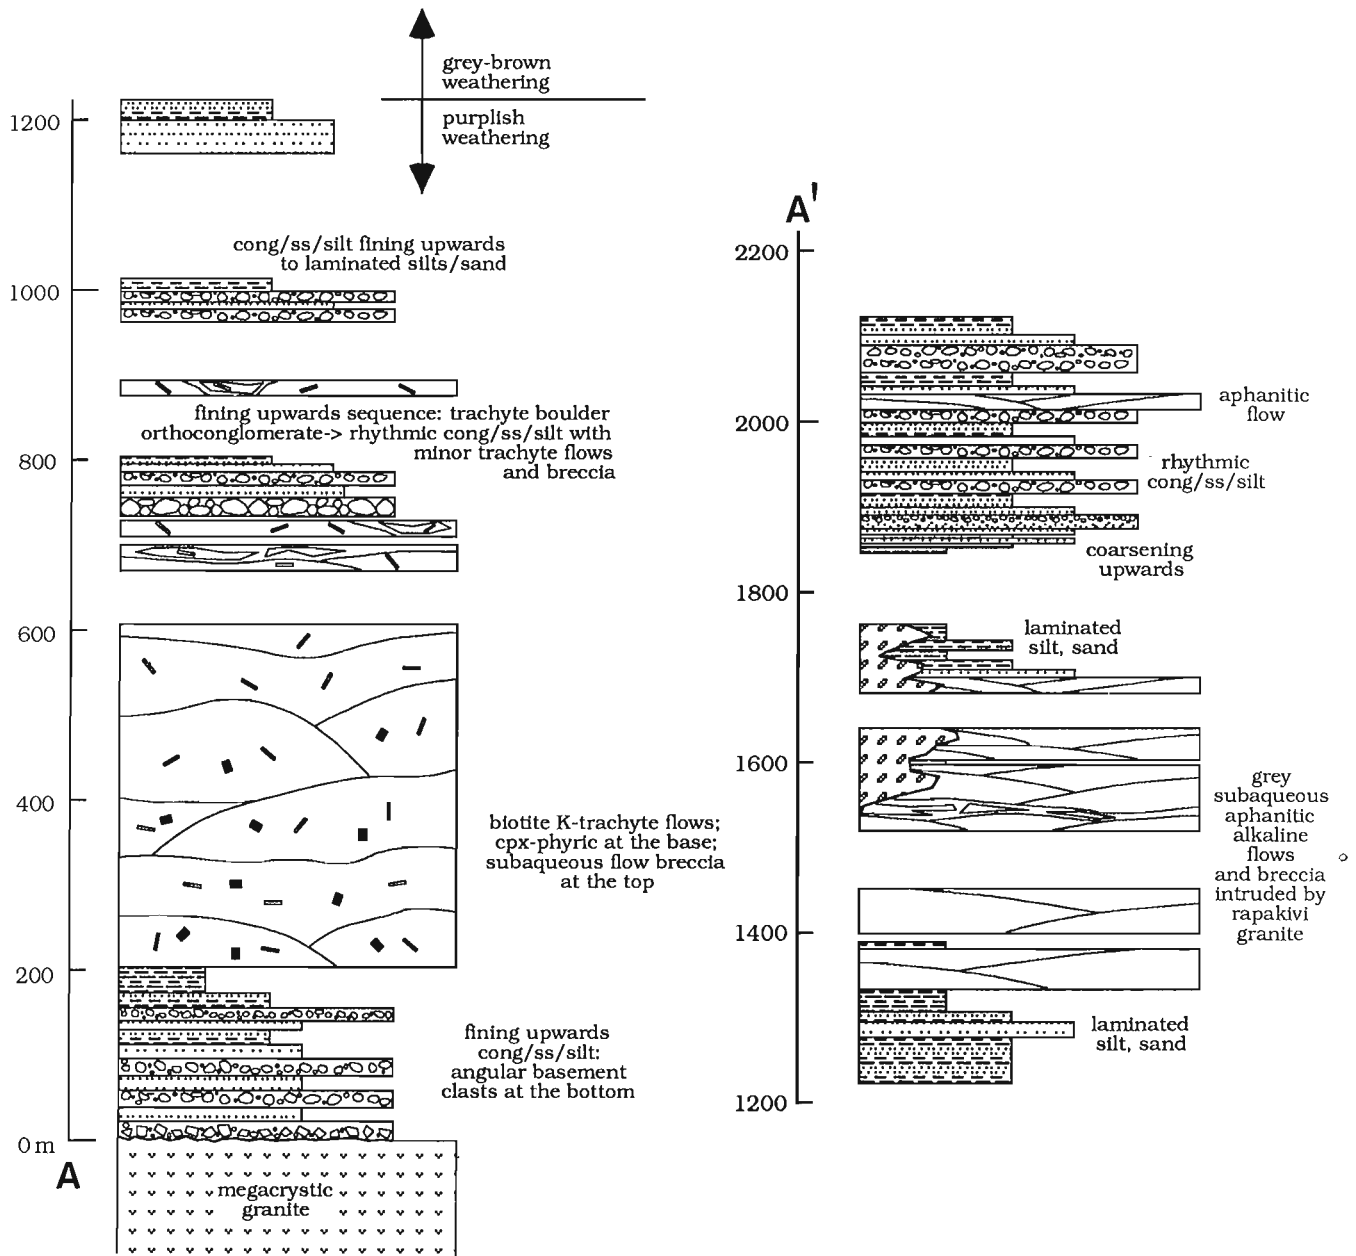 grey-brown
weathering
purplish
weathering
1200
cong/ss/silt fining upwards
to laminated silts/sand
1000
fining upwards sequence: trachyte boulder
orthoconglomerate-> rhythmic cong/ss/silt with
minor trachyte flows
and breccia
800
600
400
biotite K-trachyte flows;
cpx-phyric at the base;
subaqueous flow breccia
at the top
200
fining upwards
cong/ss/silt:
angular basement
clasts at the bottom
0 m
A
megacrystic
granite
A'
2200
2000
aphanitic
flow
rhythmic
cong/ss/silt
coarsening
upwards
1800
laminated
silt, sand
1600
grey
subaqueous
aphanitic
alkaline
flows
and breccia
intruded by
rapakivi
granite
1400
laminated
silt, sand
1200